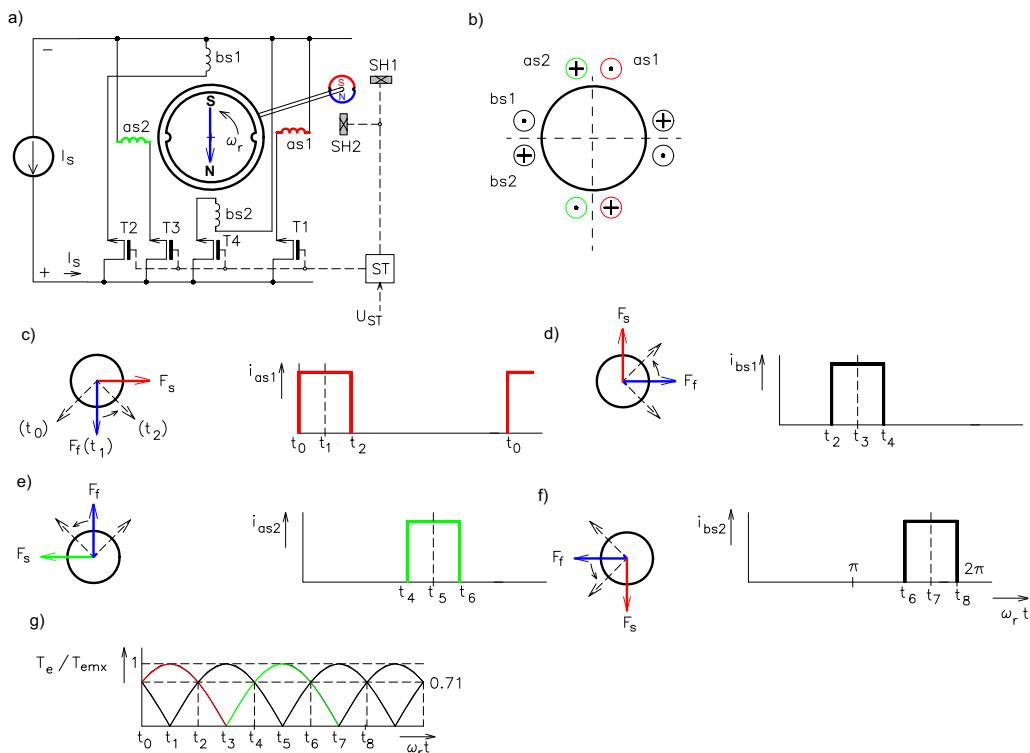 a)
b)
−
bs1
SH1
S
N
as2
S
N
ω_r
as1
SH2
I_s
bs2
T2
T3
T4
T1
+
I_s
ST
U_ST
as2
as1
bs1
bs2
c)
F_s
(t_0)
F_f(t_1)
(t_2)
i_as1
t_0
t_1
t_2
t_0
d)
F_s
F_f
i_bs1
t_2
t_3
t_4
e)
F_f
F_s
i_as2
t_4
t_5
t_6
f)
F_f
F_s
i_bs2
π
2π
t_6
t_7
t_8
ω_r t
g)
T_e / T_emx
1
0.71
t_0
t_1
t_2
t_3
t_4
t_5
t_6
t_7
t_8
ω_r t